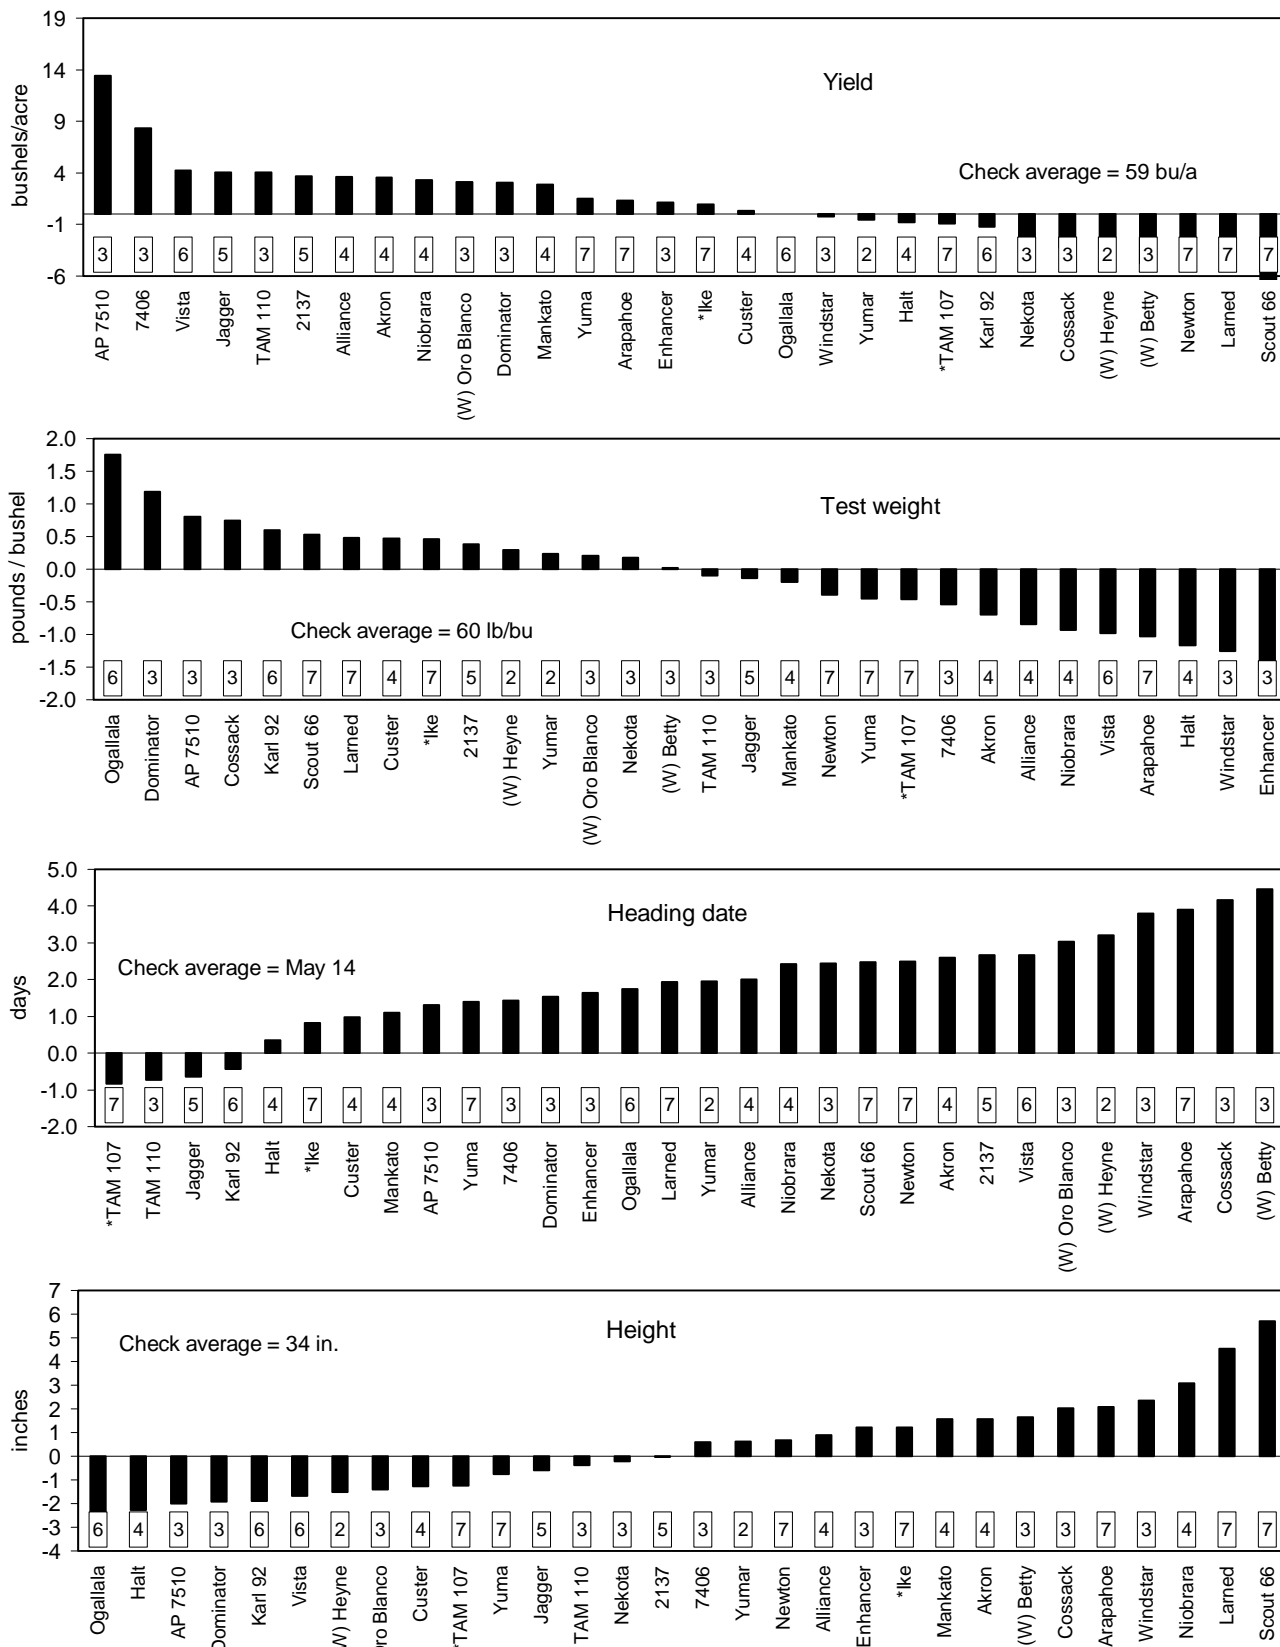 19
14
9
4
-1
-6
bushels/acre
Yield
Check average = 59 bu/a
3 3 6 5 3 5 4 4 4 3 3 4 7 7 3 7 4 6 3 2 4 7 6 3 3 2 3 7 7 7
AP 7510
7406
Vista
Jagger
TAM 110
2137
Alliance
Akron
Niobrara
(W) Oro Blanco
Dominator
Mankato
Yuma
Arapahoe
Enhancer
*Ike
Custer
Ogallala
Windstar
Yumar
Halt
*TAM 107
Karl 92
Nekota
Cossack
(W) Heyne
(W) Betty
Newton
Larned
Scout 66
2.0
1.5
1.0
0.5
0.0
-0.5
-1.0
-1.5
-2.0
pounds / bushel
Test weight
Check average = 60 lb/bu
6 3 3 3 6 7 7 4 7 5 2 2 3 3 3 3 5 4 7 7 7 3 4 4 4 6 7 4 3 3
Ogallala
Dominator
AP 7510
Cossack
Karl 92
Scout 66
Larned
Custer
*Ike
2137
(W) Heyne
Yumar
(W) Oro Blanco
Nekota
(W) Betty
TAM 110
Jagger
Mankato
Newton
Yuma
*TAM 107
7406
Akron
Alliance
Niobrara
Vista
Arapahoe
Halt
Windstar
Enhancer
5.0
4.0
3.0
2.0
1.0
0.0
-1.0
-2.0
days
Heading date
Check average = May 14
7 3 5 6 4 7 4 4 3 7 3 3 3 6 7 2 4 4 3 7 7 4 5 6 3 2 3 7 3 3
*TAM 107
TAM 110
Jagger
Karl 92
Halt
*Ike
Custer
Mankato
AP 7510
Yuma
7406
Dominator
Enhancer
Ogallala
Larned
Yumar
Alliance
Niobrara
Nekota
Scout 66
Newton
Akron
2137
Vista
(W) Oro Blanco
(W) Heyne
Windstar
Arapahoe
Cossack
(W) Betty
7
6
5
4
3
2
1
0
-1
-2
-3
-4
inches
Height
Check average = 34 in.
6 4 3 3 6 6 2 3 4 7 7 5 3 3 5 3 2 7 4 3 7 4 4 3 3 7 3 4 7 7
Ogallala
Halt
AP 7510
Dominator
Karl 92
Vista
W) Heyne
Oro Blanco
Custer
*TAM 107
Yuma
Jagger
TAM 110
Nekota
2137
7406
Yumar
Newton
Alliance
Enhancer
*Ike
Mankato
Akron
(W) Betty
Cossack
Arapahoe
Windstar
Niobrara
Larned
Scout 66